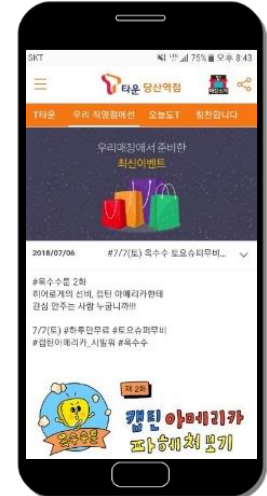 SKT 75% 오후 8:43
T타운 당산역점
T타운 우리 직영점에선 오늘도T 칭찬합니다
우리매장에서 준비한
최신이벤트
2018/07/06 #7/7(토) 옥수수 토요슈퍼무비...
#옥수수툰 2화
히어로계의 선비, 캡틴 아메리카한테
관심 안주는 사람 누굽니까!!!
7/7(토) #하루만무료 #토요슈퍼무비
#캡틴아메리카_시빌워 #옥수수
제 2화
캡틴 아메리카
파헤쳐보기
옥수수툰